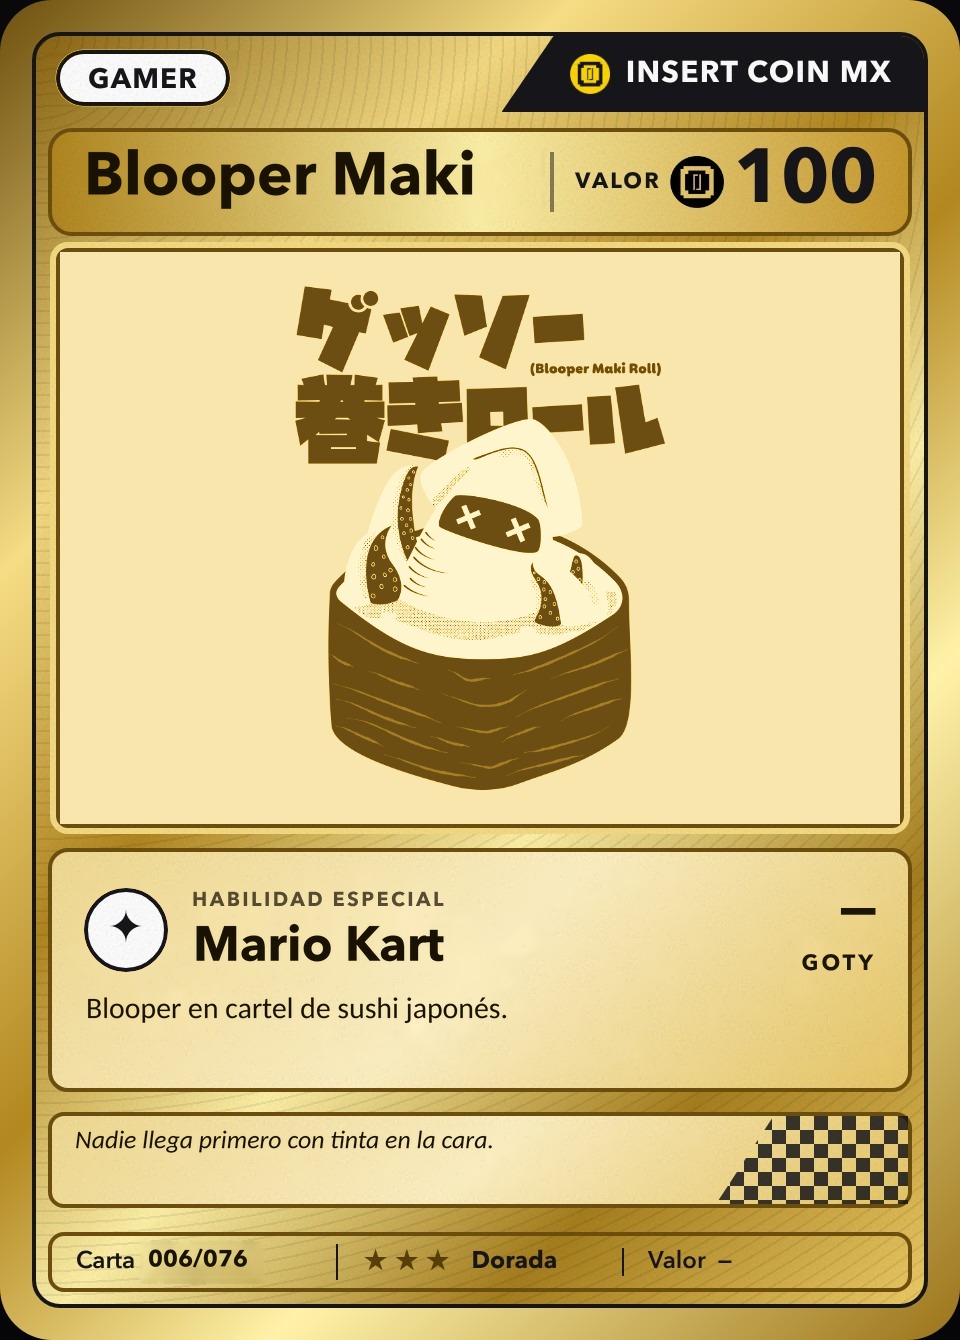 GAMER
INSERT COIN MX
Blooper Maki
VALOR 100
ゲッソー
(Blooper Maki Roll)
巻きロール
HABILIDAD ESPECIAL
Mario Kart
–
GOTY
Blooper en cartel de sushi japonés.
Nadie llega primero con tinta en la cara.
Carta 006/076 ★★★ Dorada Valor –